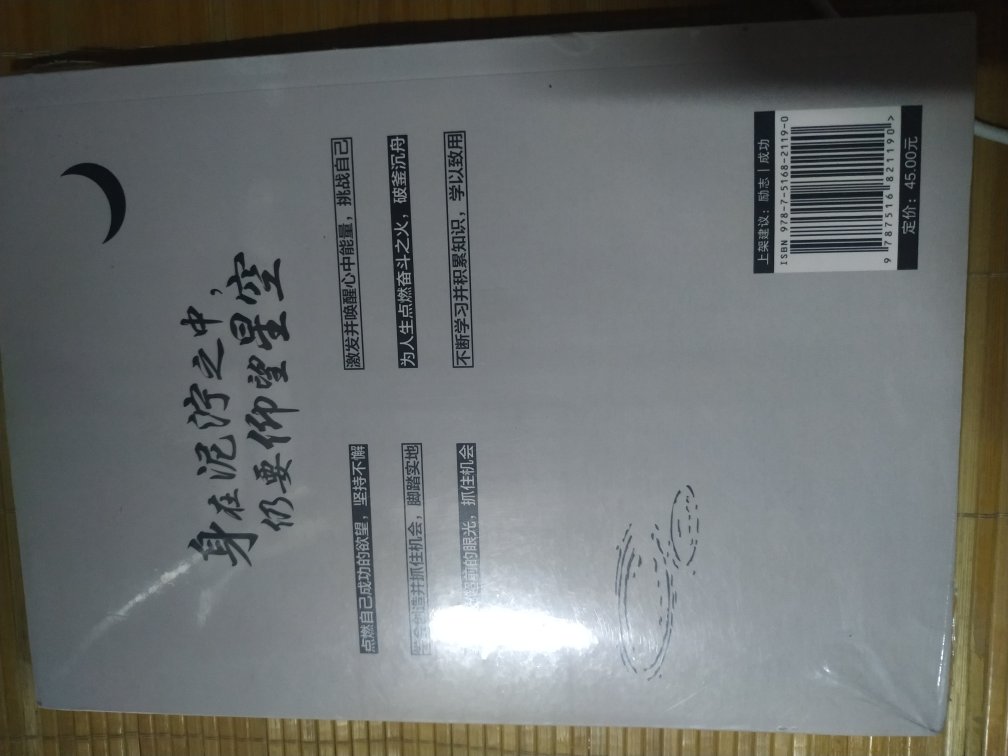 身在泥泞之中，
仍要仰望星空
点燃自己成功的欲望，坚持不懈
激发并唤醒心中能量，挑战自己
学会创造并抓住机会，脚踏实地
为人生点燃奋斗之火，破釜沉舟
前的眼光，抓住机会
不断学习并积累知识，学以致用
上架建议：励志｜成功
ISBN 978-7-5168-2119-0
9 787516 821190 >
定价：45.00元